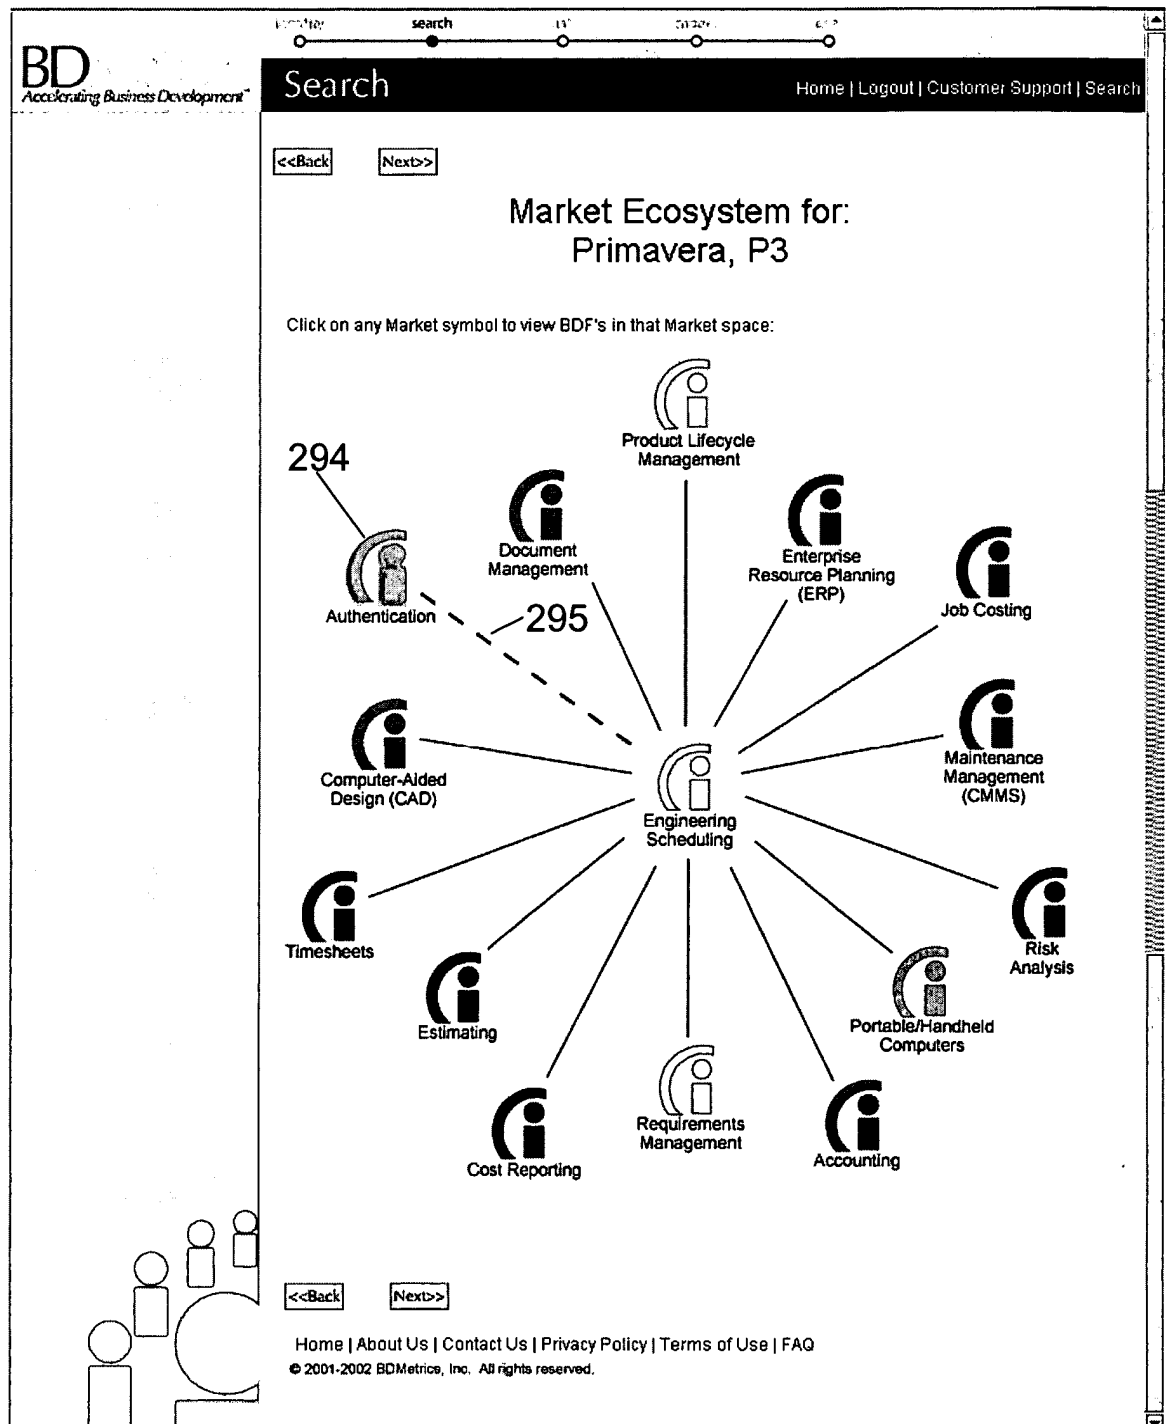 search
BD
Accelerating Business Development
Search
Home | Logout | Customer Support | Search
<<Back
Next>>
Market Ecosystem for:
Primavera, P3
Click on any Market symbol to view BDF's in that Market space:
Product Lifecycle
Management
294
Document
Management
Enterprise
Resource Planning
(ERP)
Job Costing
Authentication
295
Computer-Aided
Design (CAD)
Maintenance
Management
(CMMS)
Engineering
Scheduling
Timesheets
Risk
Analysis
Estimating
Portable/Handheld
Computers
Requirements
Management
Cost Reporting
Accounting
<<Back
Next>>
Home | About Us | Contact Us | Privacy Policy | Terms of Use | FAQ
© 2001-2002 BDMetrics, Inc. All rights reserved.